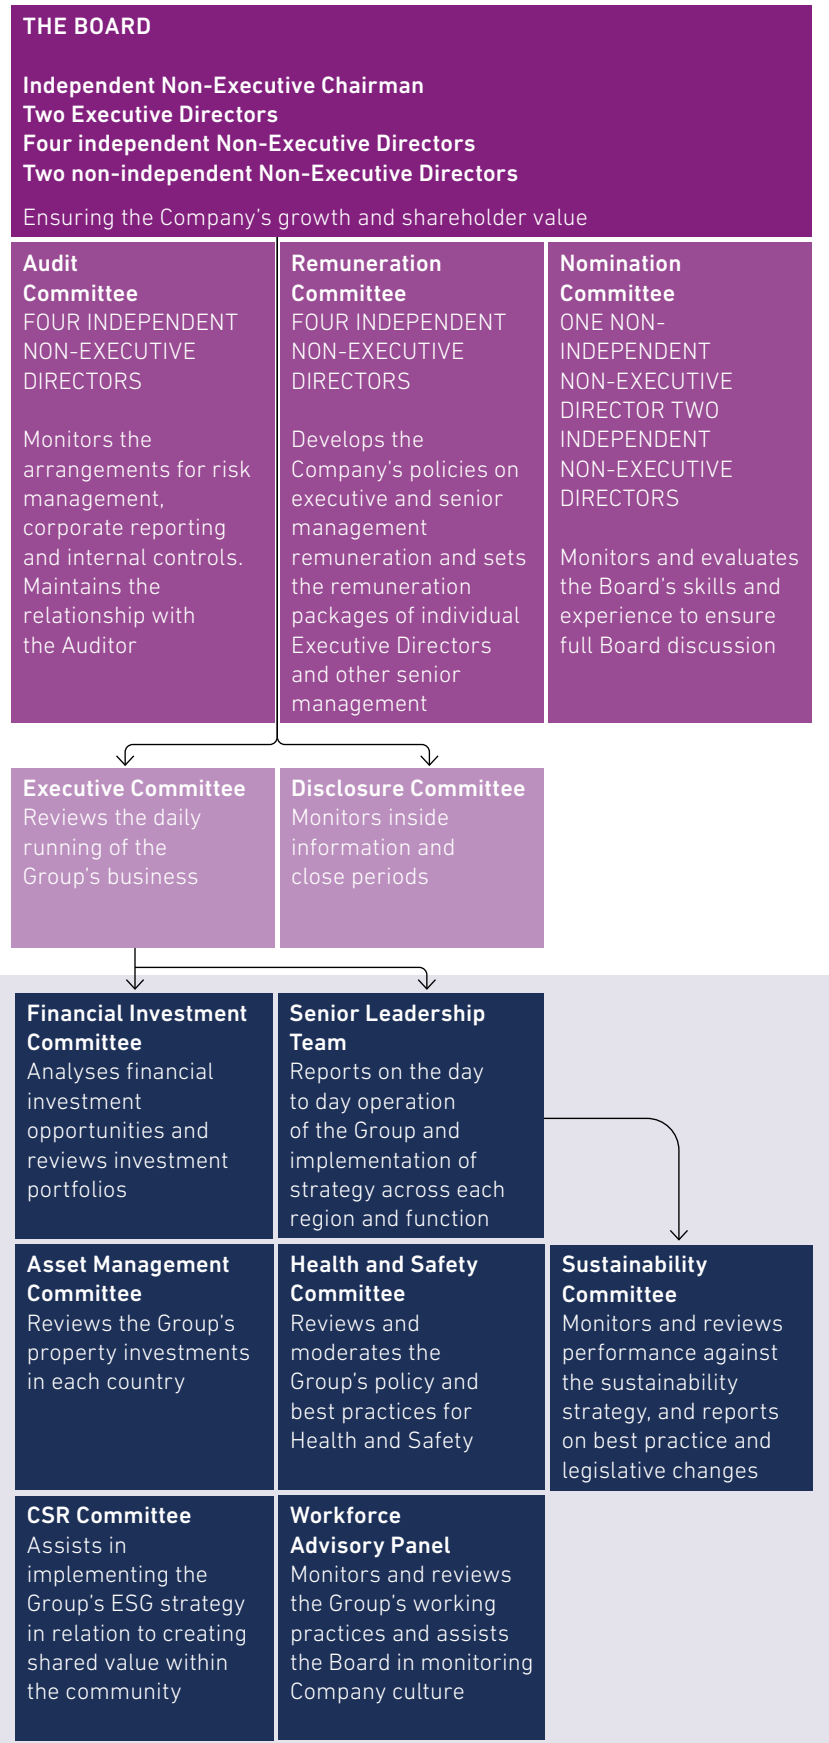 THE BOARD
Independent Non-Executive Chairman
Two Executive Directors
Four independent Non-Executive Directors
Two non-independent Non-Executive Directors
Ensuring the Company’s growth and shareholder value
Audit
Committee
FOUR INDEPENDENT
NON-EXECUTIVE
DIRECTORS
Monitors the
arrangements for risk
management,
corporate reporting
and internal controls.
Maintains the
relationship with
the Auditor
Remuneration
Committee
FOUR INDEPENDENT
NON-EXECUTIVE
DIRECTORS
Develops the
Company’s policies on
executive and senior
management
remuneration and sets
the remuneration
packages of individual
Executive Directors
and other senior
management
Nomination
Committee
ONE NON-
INDEPENDENT
NON-EXECUTIVE
DIRECTOR TWO
INDEPENDENT
NON-EXECUTIVE
DIRECTORS
Monitors and evaluates
the Board’s skills and
experience to ensure
full Board discussion
Executive Committee
Reviews the daily
running of the
Group's business
Disclosure Committee
Monitors inside
information and
close periods
Financial Investment
Committee
Analyses financial
investment
opportunities and
reviews investment
portfolios
Senior Leadership
Team
Reports on the day
to day operation
of the Group and
implementation of
strategy across each
region and function
Asset Management
Committee
Reviews the Group’s
property investments
in each country
Health and Safety
Committee
Reviews and
moderates the
Group’s policy and
best practices for
Health and Safety
Sustainability
Committee
Monitors and reviews
performance against
the sustainability
strategy, and reports
on best practice and
legislative changes
CSR Committee
Assists in
implementing the
Group’s ESG strategy
in relation to creating
shared value within
the community
Workforce
Advisory Panel
Monitors and reviews
the Group’s working
practices and assists
the Board in monitoring
Company culture